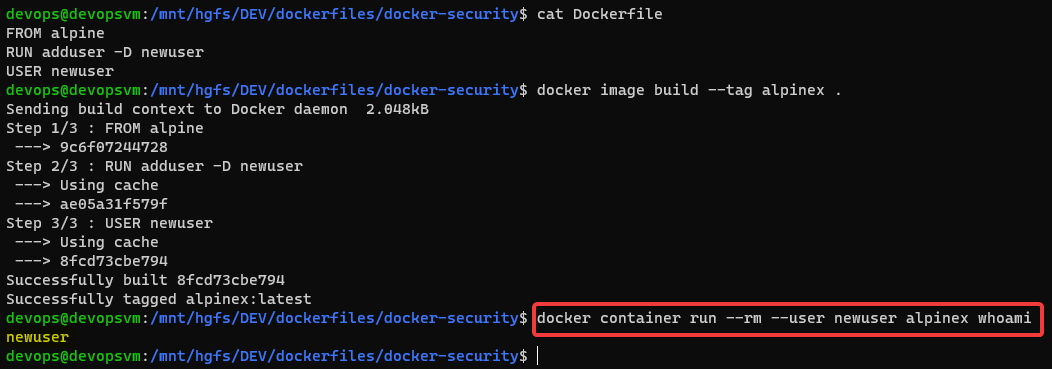 devops@devopsvm:/mnt/hgfs/DEV/dockerfiles/docker-security$ cat Dockerfile
FROM alpine
RUN adduser -D newuser
USER newuser
devops@devopsvm:/mnt/hgfs/DEV/dockerfiles/docker-security$ docker image build --tag alpinex .
Sending build context to Docker daemon  2.048kB
Step 1/3 : FROM alpine
 ---> 9c6f07244728
Step 2/3 : RUN adduser -D newuser
 ---> Using cache
 ---> ae05a31f579f
Step 3/3 : USER newuser
 ---> Using cache
 ---> 8fcd73cbe794
Successfully built 8fcd73cbe794
Successfully tagged alpinex:latest
devops@devopsvm:/mnt/hgfs/DEV/dockerfiles/docker-security$ docker container run --rm --user newuser alpinex whoami
newuser
devops@devopsvm:/mnt/hgfs/DEV/dockerfiles/docker-security$